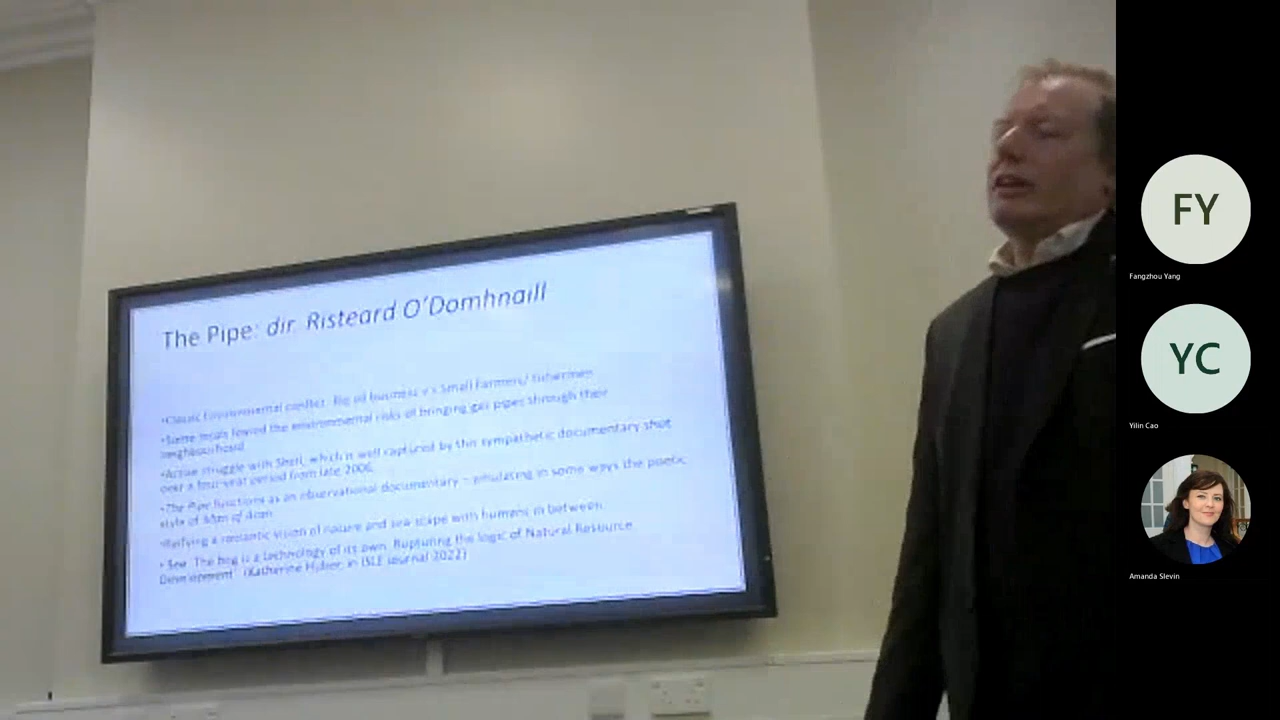 The Pipe: dir. Risteard O'Domhnaill
•Classic Environmental conflict. Big oil business v s Small Farmers/ Fishermen
•Some locals feared the environmental risks of bringing gas pipes through their
neighbourhood.
•Active struggle with Shell, which is well captured by this sympathetic documentary shot
over a four-year period from late 2006.
•The Pipe functions as an observational documentary – emulating in some ways the poetic
style of Man of Aran.
•Reifying a romantic vision of nature and sea scape with humans in between.
• See The bog is a technology of its own. Rupturing the logic of Natural Resource
Development' (Katherine Huber, in ISLE journal 2022)
FY
Fangzhou Yang
YC
Yilin Cao
Amanda Slevin